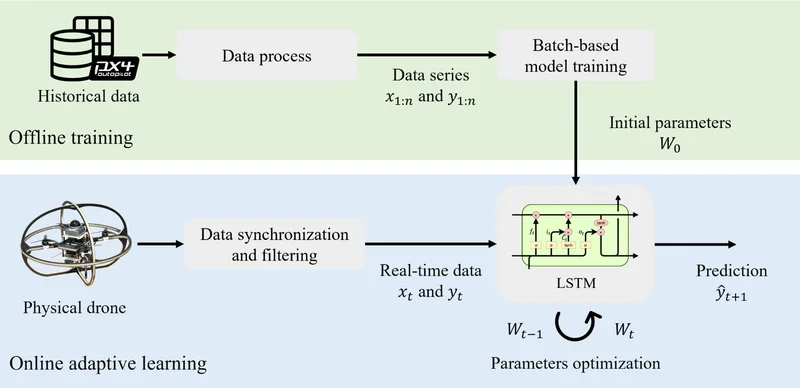 px4
autopilot
Historical data
Data process
Data series
x₁:ₙ and y₁:ₙ
Batch-based
model training
Offline training
Initial parameters
W₀
Physical drone
Data synchronization
and filtering
Real-time data
xₜ and yₜ
LSTM
Prediction
ŷₜ₊₁
Wₜ₋₁
Wₜ
Parameters optimization
Online adaptive learning